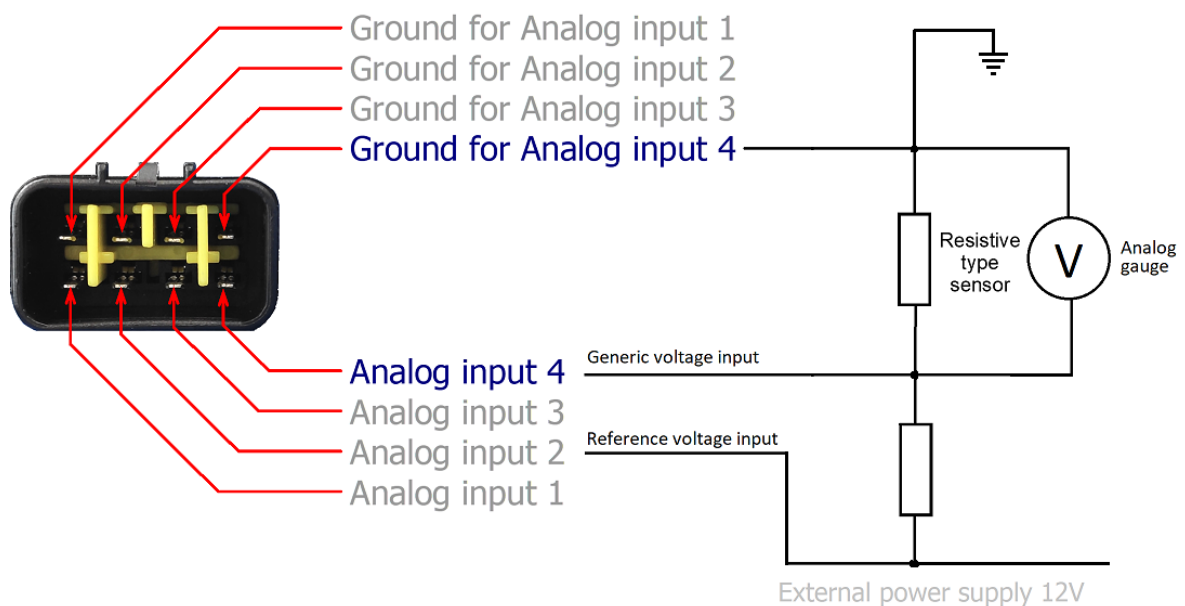 Ground for Analog input 1
Ground for Analog input 2
Ground for Analog input 3
Ground for Analog input 4
Resistive
type
sensor
V
Analog
gauge
Analog input 4
Generic voltage input
Analog input 3
Analog input 2
Reference voltage input
Analog input 1
External power supply 12V